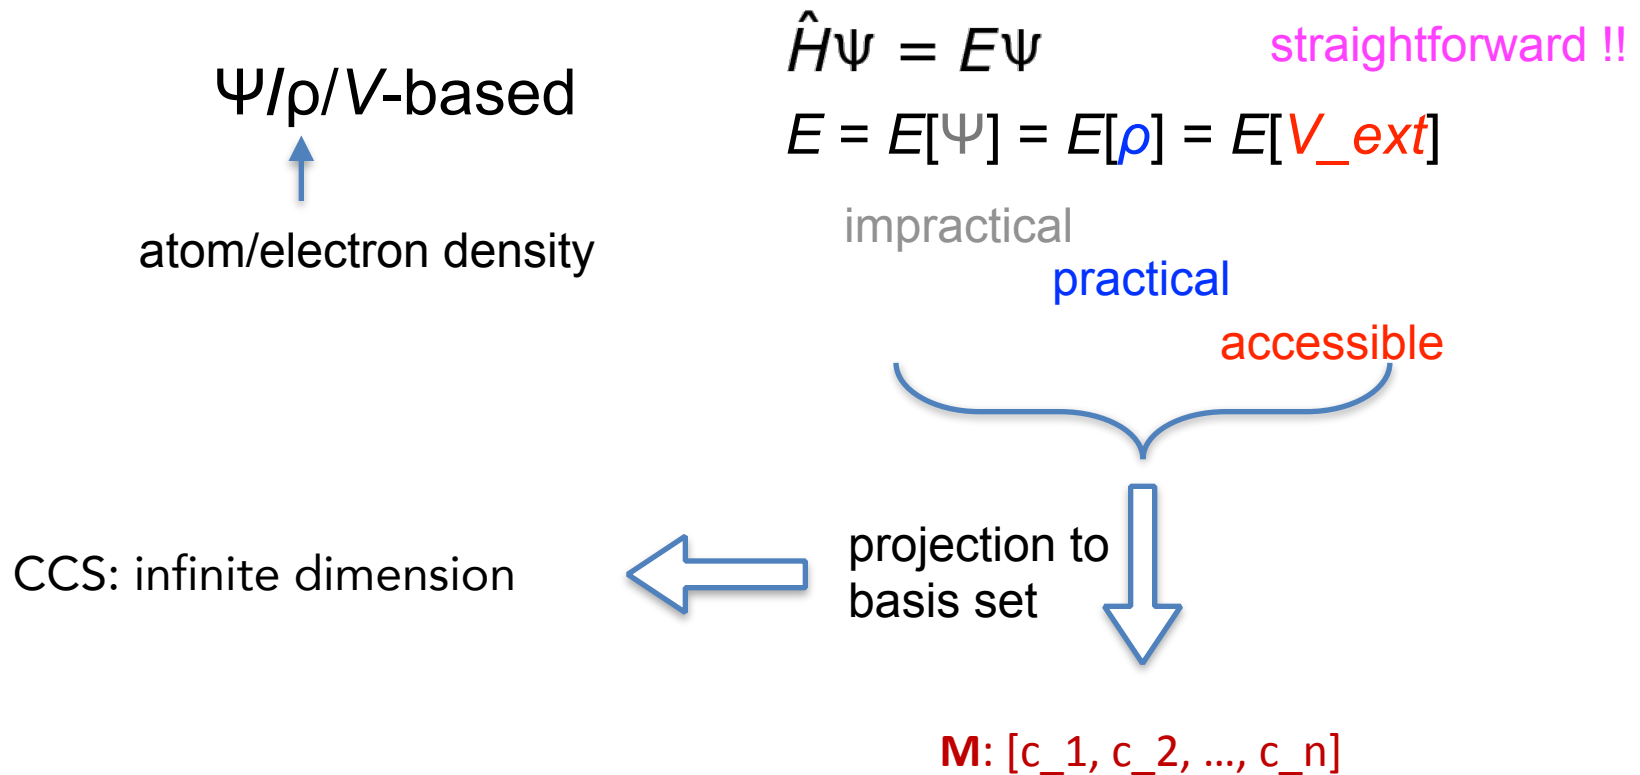 Ĥψ = Eψ
straightforward !!
Ψ/ρ/V-based
E = E[Ψ] = E[ρ] = E[V_ext]
atom/electron density
impractical
practical
accessible
projection to
basis set
CCS: infinite dimension
M: [c_1, c_2, ..., c_n]